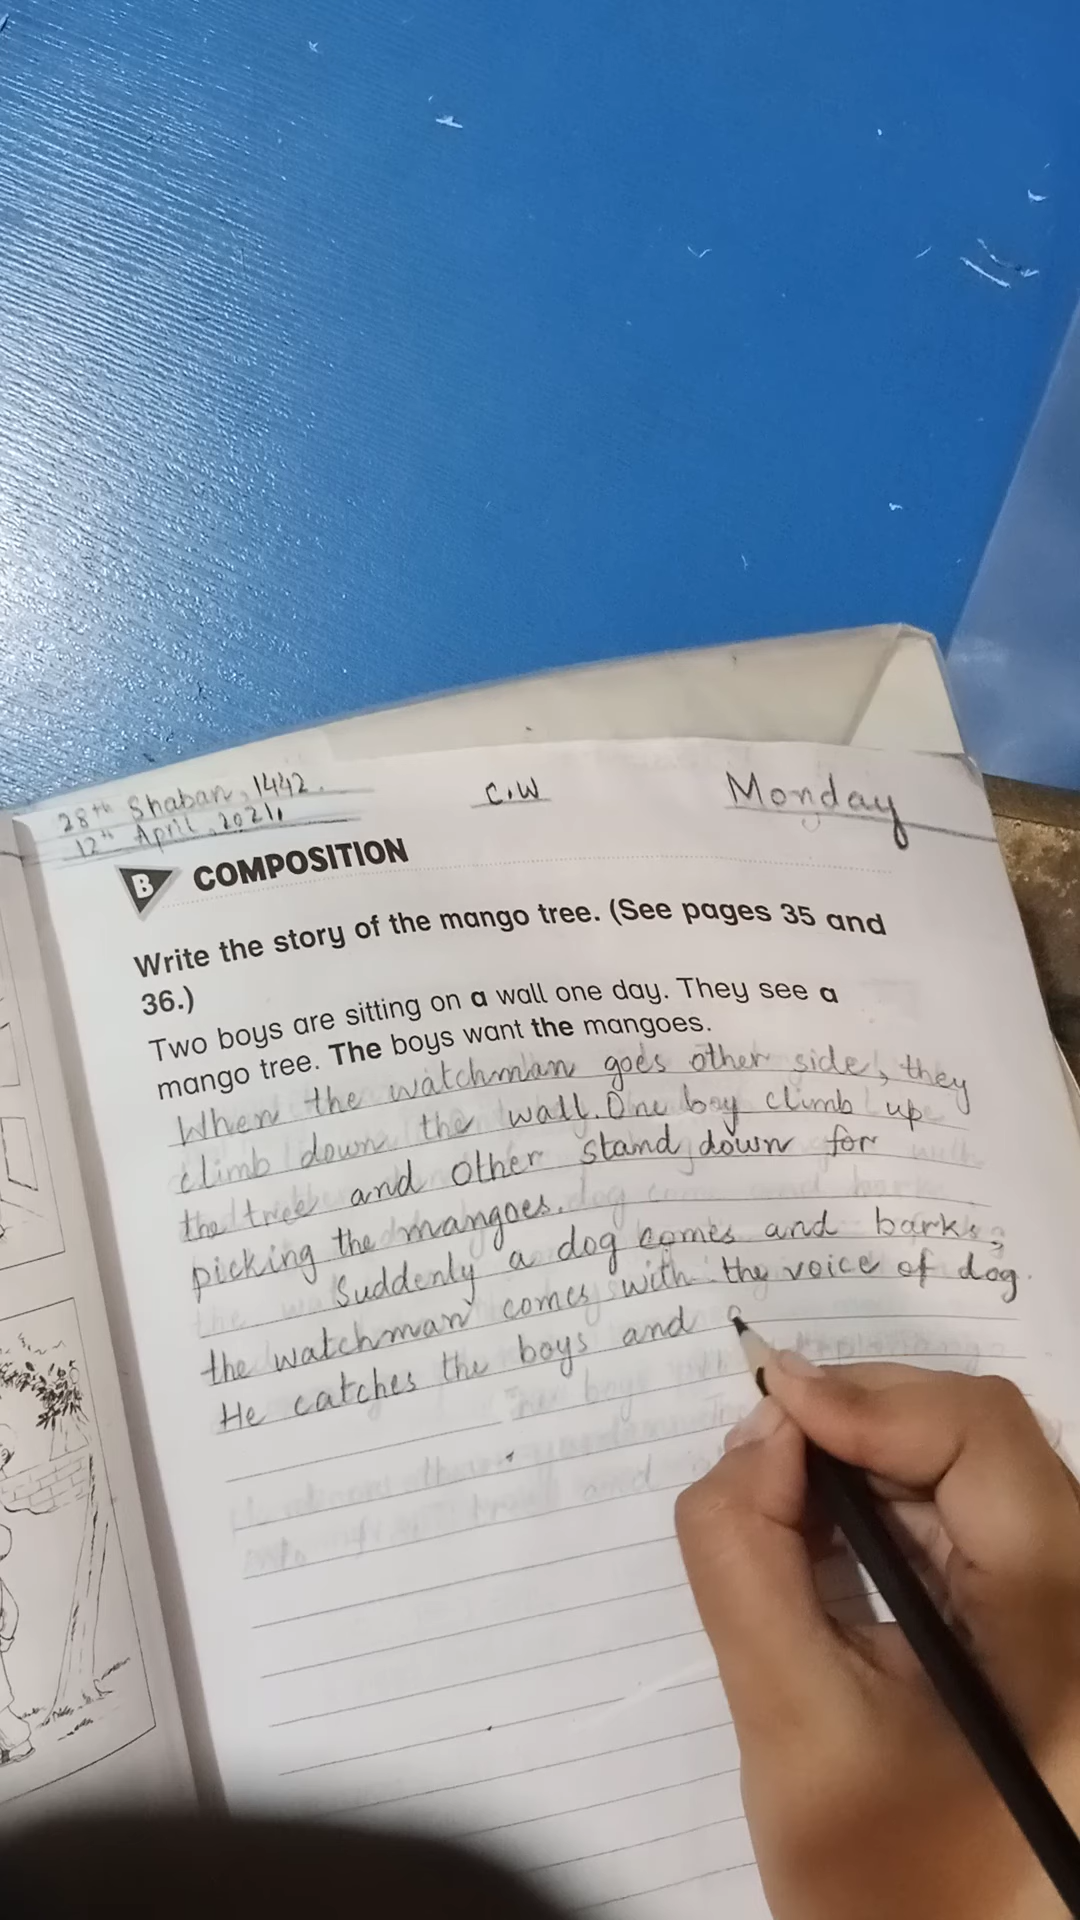 28th Shaban, 1442.
12th April, 2021,
C.W
Monday
B COMPOSITION
Write the story of the mango tree. (See pages 35 and
36.)
Two boys are sitting on a wall one day. They see a
mango tree. The boys want the mangoes.
When the watchman goes other side, they
climb down the wall. One boy climb up
the tree and other stand down for
picking the mangoes.
Suddenly a dog comes and barks,
the watchman comes with the voice of dog.
He catches the boys and